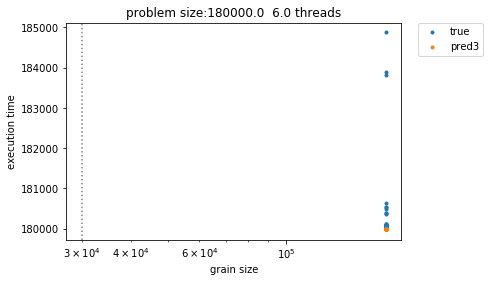 problem size:180000.0  6.0 threads
185000
184000
183000
182000
181000
180000
execution time
3 × 10^4
4 × 10^4
6 × 10^4
10^5
grain size
true
pred3